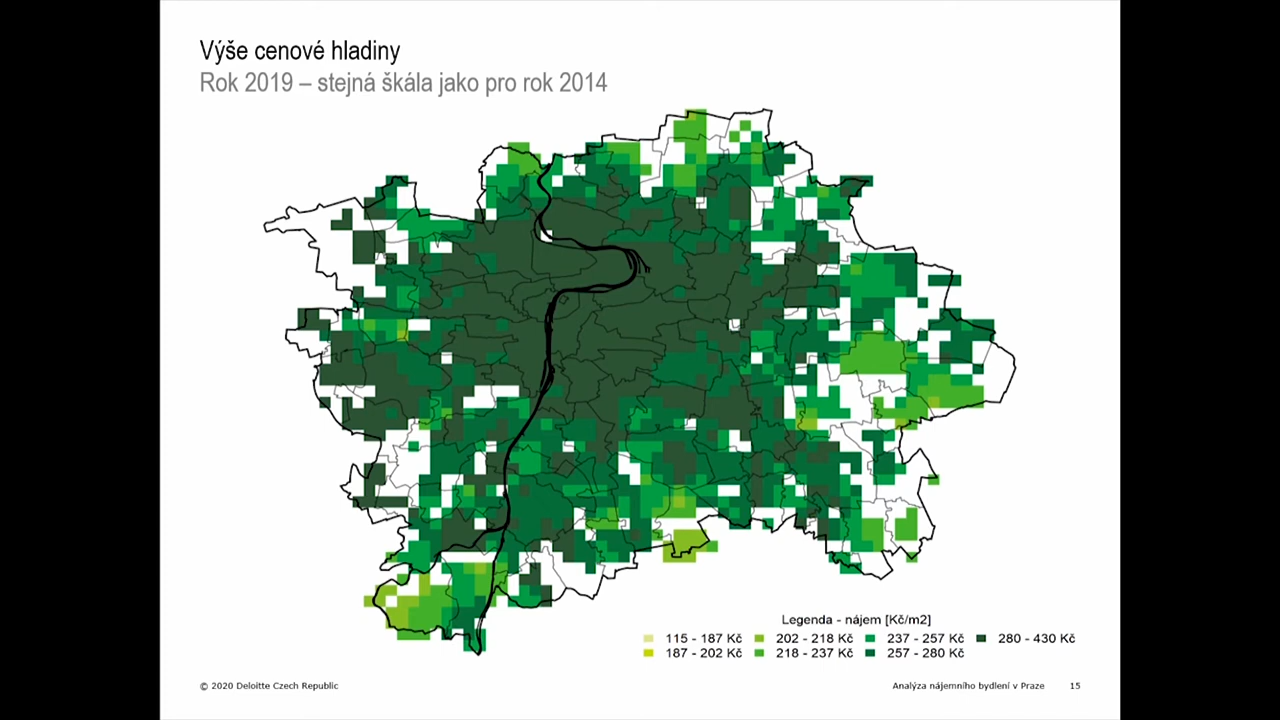 Výše cenové hladiny
Rok 2019 – stejná škála jako pro rok 2014
Legenda - nájem [Kč/m2]
115 - 187 Kč 202 - 218 Kč 237 - 257 Kč 280 - 430 Kč
187 - 202 Kč 218 - 237 Kč 257 - 280 Kč
© 2020 Deloitte Czech Republic Analýza nájemního bydlení v Praze 15